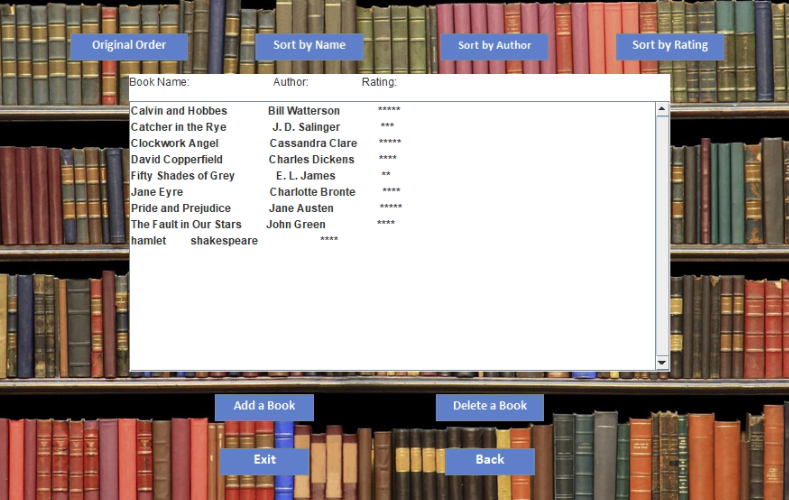 Original Order Sort by Name Sort by Author Sort by Rating
Book Name: Author: Rating:
Calvin and Hobbes Bill Watterson *****
Catcher in the Rye J. D. Salinger ***
Clockwork Angel Cassandra Clare *****
David Copperfield Charles Dickens ****
Fifty Shades of Grey E. L. James **
Jane Eyre Charlotte Bronte ****
Pride and Prejudice Jane Austen *****
The Fault in Our Stars John Green ****
hamlet shakespeare ****
Add a Book Delete a Book
Exit Back